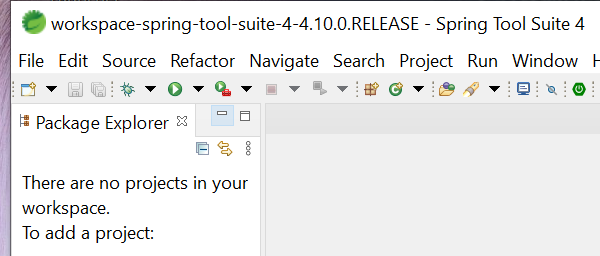 workspace-spring-tool-suite-4-4.10.0.RELEASE - Spring Tool Suite 4
File Edit Source Refactor Navigate Search Project Run Window
Package Explorer
There are no projects in your
workspace.
To add a project: